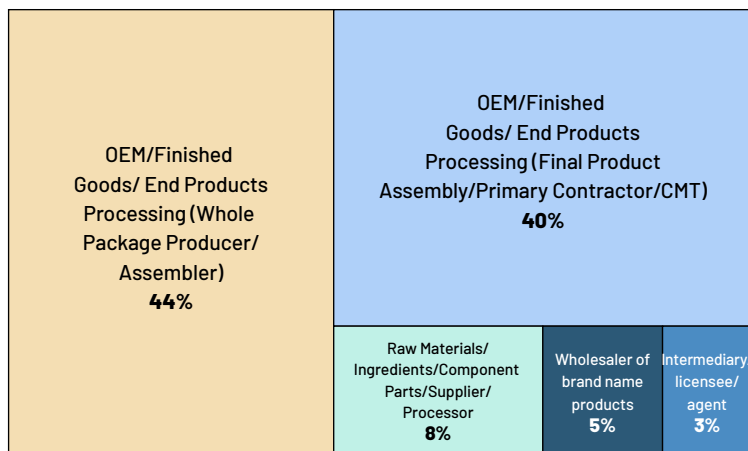 OEM/Finished
Goods/ End Products
Processing (Whole
Package Producer/
Assembler)
44%
OEM/Finished
Goods/ End Products
Processing (Final Product
Assembly/Primary Contractor/CMT)
40%
Raw Materials/
Ingredients/Component
Parts/Supplier/
Processor
8%
Wholesaler of
brand name
products
5%
Intermediary/
licensee/
agent
3%